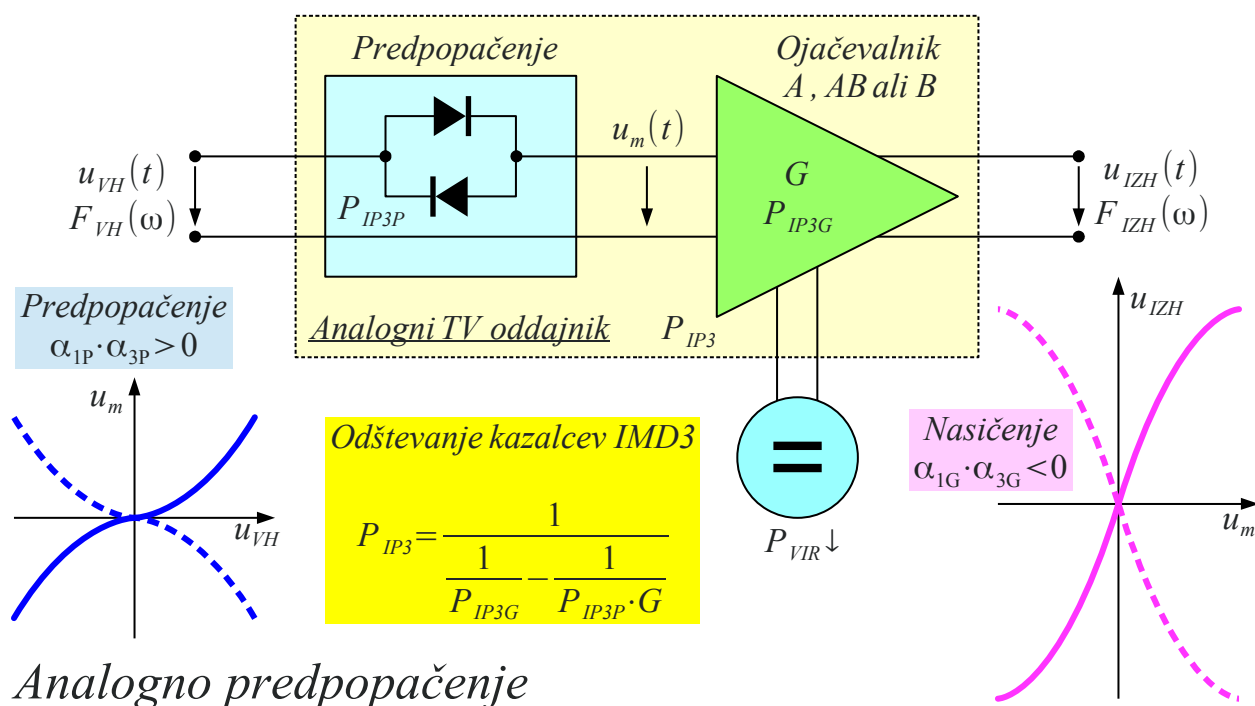 Predpopačenje
Ojačevalnik
A , AB ali B
u_VH(t)
F_VH(ω)
P_IP3P
u_m(t)
G
P_IP3G
u_IZH(t)
F_IZH(ω)
Analogni TV oddajnik
P_IP3
Predpopačenje
α_1P·α_3P>0
u_m
u_VH
Odštevanje kazalcev IMD3
P_IP3=1/(1/P_IP3G−1/(P_IP3P·G))
=
P_VIR↓
Nasičenje
α_1G·α_3G<0
u_IZH
u_m
Analogno predpopačenje